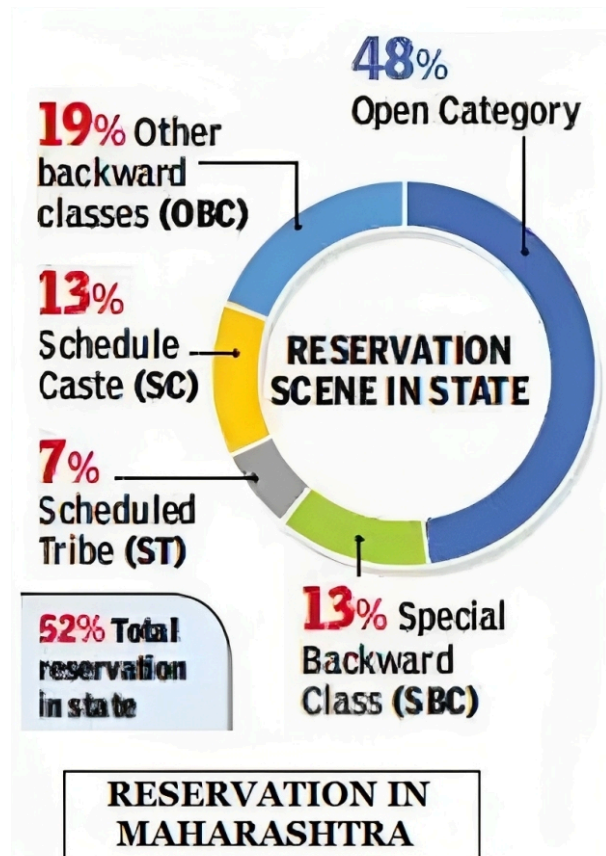 48%
Open Category
19% Other
backward
classes (OBC)
13%
Schedule
Caste (SC)
RESERVATION
SCENE IN STATE
7%
Scheduled
Tribe (ST)
52% Total
reservation
in state
13% Special
Backward
Class (SBC)
RESERVATION IN
MAHARASHTRA